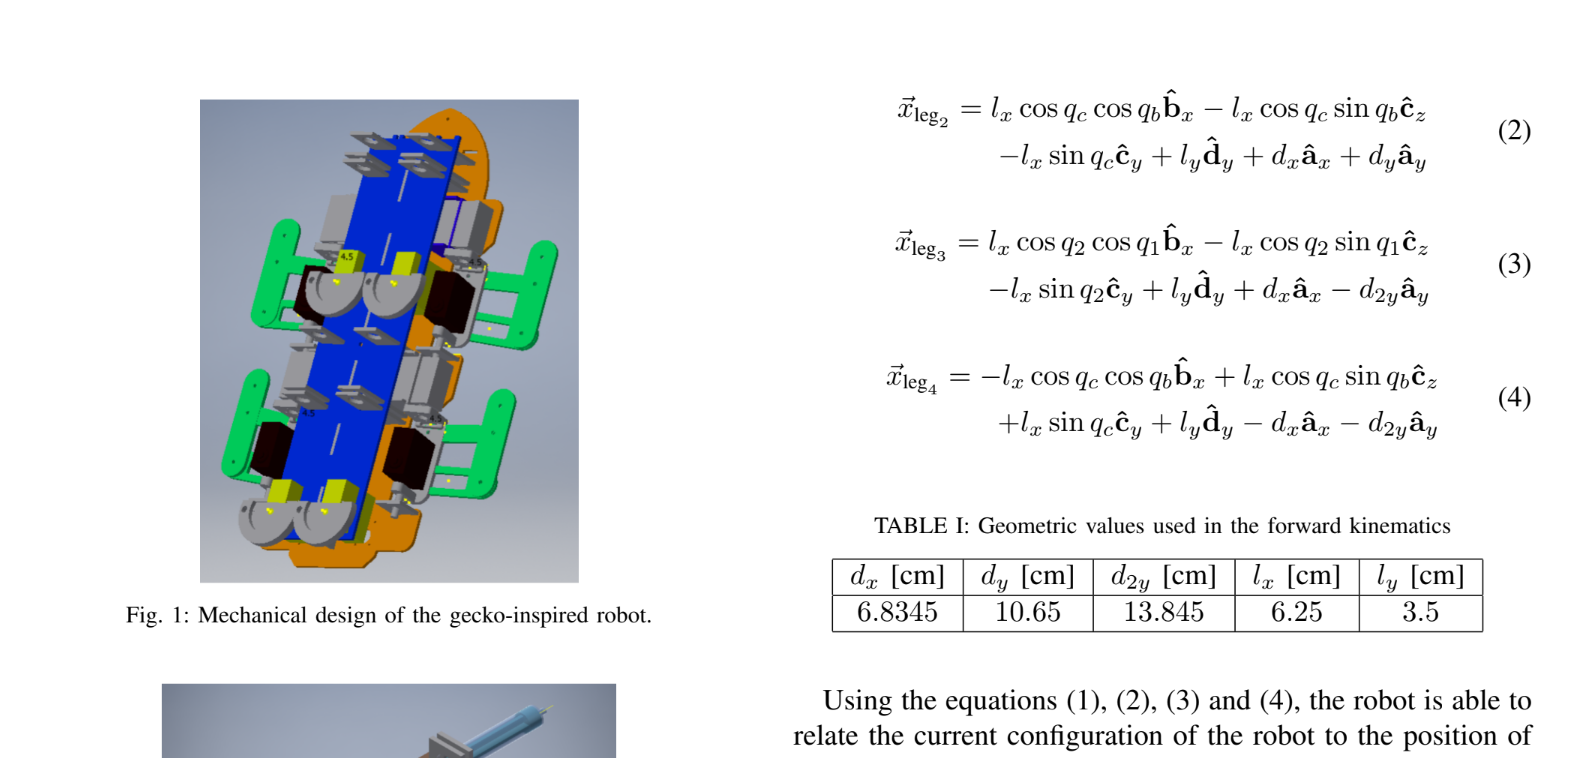 4.5
4.5
4.5
4.5
Fig. 1: Mechanical design of the gecko-inspired robot.
$\vec{x}_{\text{leg}_2} = l_x \cos q_c \cos q_b \hat{\mathbf{b}}_x - l_x \cos q_c \sin q_b \hat{\mathbf{c}}_z$
$-l_x \sin q_c \hat{\mathbf{c}}_y + l_y \hat{\mathbf{d}}_y + d_x \hat{\mathbf{a}}_x + d_y \hat{\mathbf{a}}_y$ (2)
$\vec{x}_{\text{leg}_3} = l_x \cos q_2 \cos q_1 \hat{\mathbf{b}}_x - l_x \cos q_2 \sin q_1 \hat{\mathbf{c}}_z$
$-l_x \sin q_2 \hat{\mathbf{c}}_y + l_y \hat{\mathbf{d}}_y + d_x \hat{\mathbf{a}}_x - d_{2y} \hat{\mathbf{a}}_y$ (3)
$\vec{x}_{\text{leg}_4} = -l_x \cos q_c \cos q_b \hat{\mathbf{b}}_x + l_x \cos q_c \sin q_b \hat{\mathbf{c}}_z$
$+l_x \sin q_c \hat{\mathbf{c}}_y + l_y \hat{\mathbf{d}}_y - d_x \hat{\mathbf{a}}_x - d_{2y} \hat{\mathbf{a}}_y$ (4)
TABLE I: Geometric values used in the forward kinematics
$d_x$ [cm] $d_y$ [cm] $d_{2y}$ [cm] $l_x$ [cm] $l_y$ [cm]
6.8345 10.65 13.845 6.25 3.5
Using the equations (1), (2), (3) and (4), the robot is able to
relate the current configuration of the robot to the position of